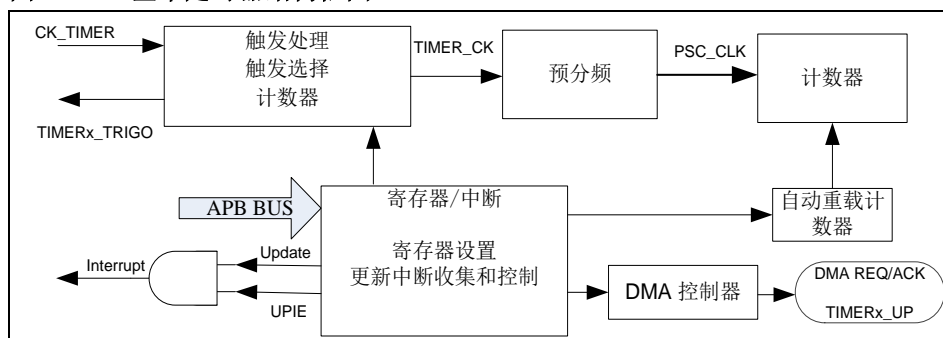 CK_TIMER
TIMERx_TRIGO
触发处理
触发选择
计数器
TIMER_CK
预分频
PSC_CLK
计数器
APB BUS
寄存器/中断
寄存器设置
更新中断收集和控制
自动重载计
数器
Interrupt
Update
UPIE
DMA 控制器
DMA REQ/ACK
TIMERx_UP